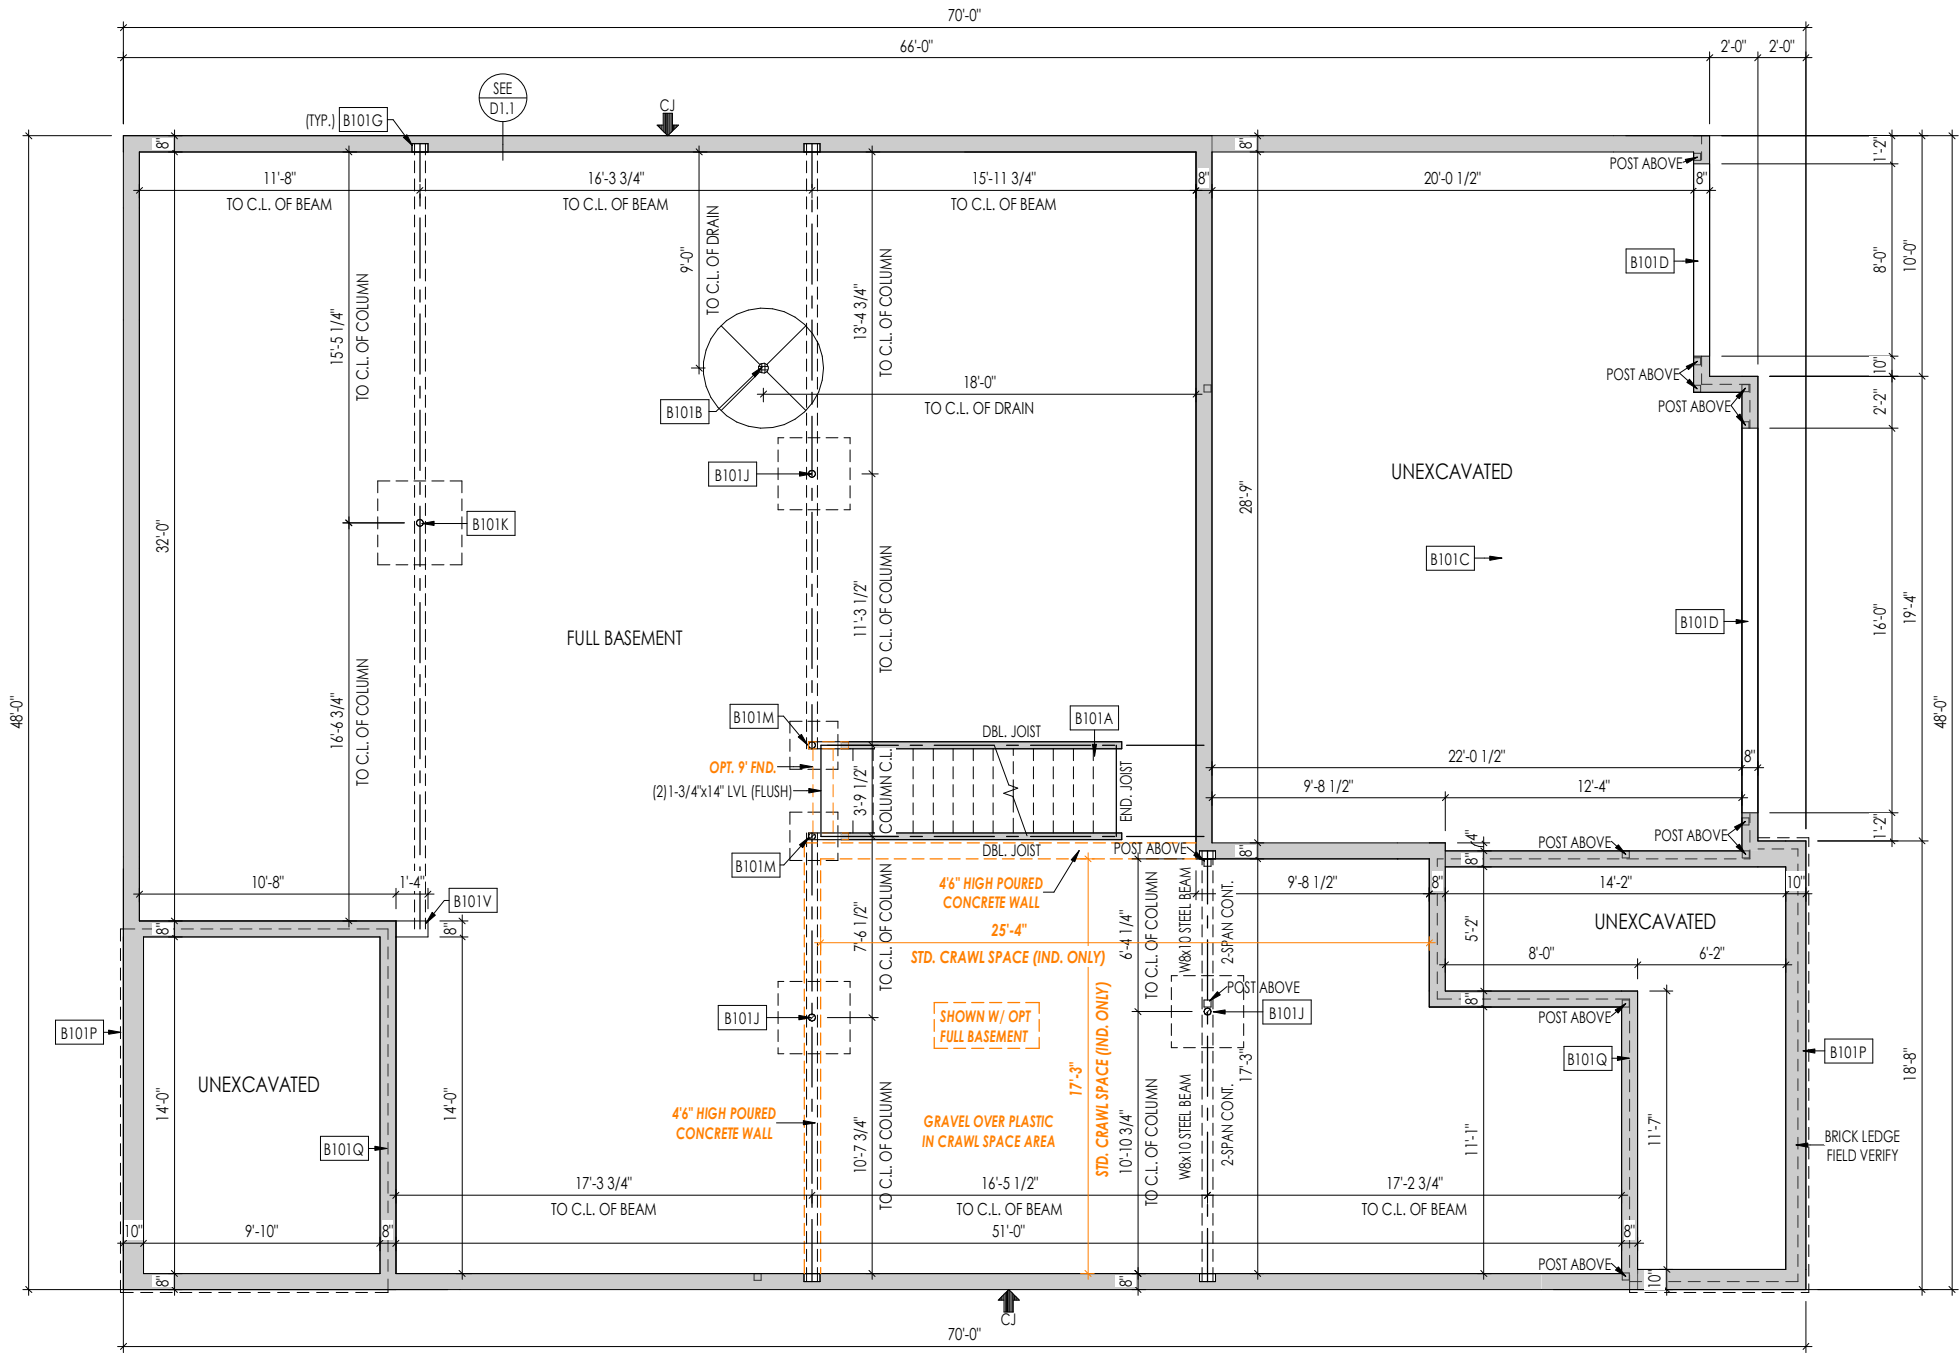 70'-0"
66'-0"
2'-0"
2'-0"
SEE
D1.1
(TYP.)
B101G
CJ
8"
8"
1'-2"
POST ABOVE
11'-8"
TO C.L. OF BEAM
16'-3 3/4"
TO C.L. OF BEAM
15'-11 3/4"
TO C.L. OF BEAM
8"
20'-0 1/2"
8"
9'-0"
TO C.L. OF DRAIN
B101D
8'-0"
10'-0"
15'-5 1/4"
TO C.L. OF COLUMN
13'-4 3/4"
TO C.L. OF COLUMN
18'-0"
TO C.L. OF DRAIN
B101B
POST ABOVE
POST ABOVE
10"
2'-2"
B101J
UNEXCAVATED
32'-0"
28'-9"
B101K
B101C
FULL BASEMENT
11'-3 1/2"
TO C.L. OF COLUMN
B101D
16'-0"
19'-4"
48'-0"
48'-0"
16'-6 3/4"
TO C.L. OF COLUMN
B101M
DBL. JOIST
B101A
OPT. 9' FND.
(2)1-3/4"x14" LVL (FLUSH)
3'-9 1/2"
COLUMN C.L.
END. JOIST
22'-0 1/2"
8"
9'-8 1/2"
12'-4"
B101M
DBL. JOIST
POST ABOVE
8"
4"
8"
POST ABOVE
POST ABOVE
1'-2"
10'-8"
1'-4"
B101V
4'6" HIGH POURED
CONCRETE WALL
9'-8 1/2"
8"
14'-2"
10"
8"
8"
7'-6 1/2"
TO C.L. OF COLUMN
25'-4"
STD. CRAWL SPACE (IND. ONLY)
6'-4 1/4"
TO C.L. OF COLUMN
W8x10 STEEL BEAM
2-SPAN CONT.
5'-2"
UNEXCAVATED
8'-0"
6'-2"
POST ABOVE
8"
B101J
SHOWN W/ OPT
FULL BASEMENT
B101J
POST ABOVE
B101P
B101Q
B101P
UNEXCAVATED
14'-0"
14'-0"
17'-3"
STD. CRAWL SPACE (IND. ONLY)
17'-3"
18'-8"
4'6" HIGH POURED
CONCRETE WALL
10'-7 3/4"
TO C.L. OF COLUMN
GRAVEL OVER PLASTIC
IN CRAWL SPACE AREA
10'-10 3/4"
TO C.L. OF COLUMN
W8x10 STEEL BEAM
2-SPAN CONT.
11'-1"
11'-7"
BRICK LEDGE
FIELD VERIFY
B101Q
17'-3 3/4"
TO C.L. OF BEAM
16'-5 1/2"
TO C.L. OF BEAM
17'-2 3/4"
TO C.L. OF BEAM
10"
9'-10"
8"
51'-0"
8"
POST ABOVE
8"
8"
10"
CJ
70'-0"